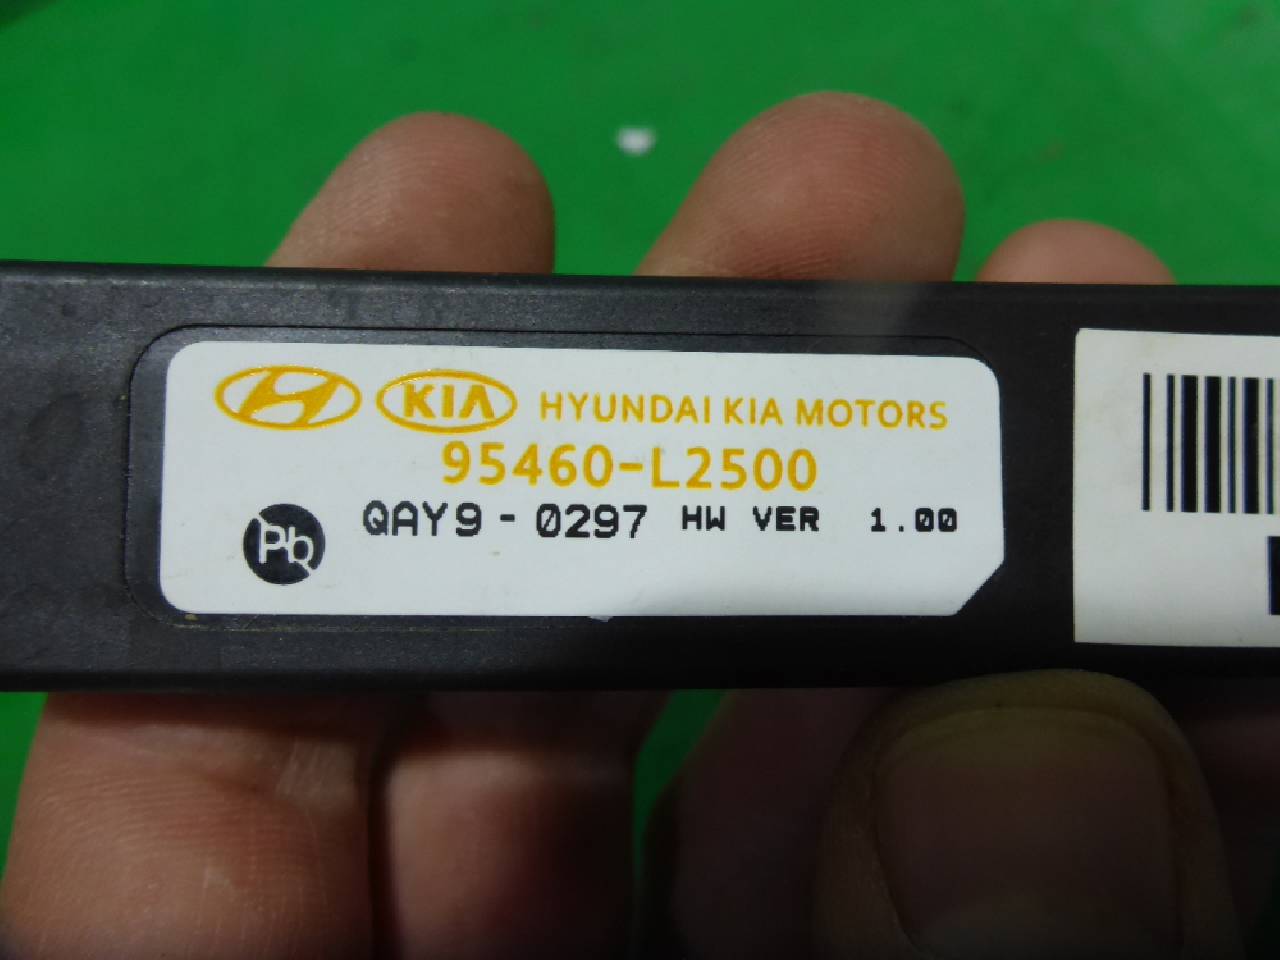 KIA HYUNDAI KIA MOTORS
95460-L2500
Pb QAY9-0297 HW VER 1.00